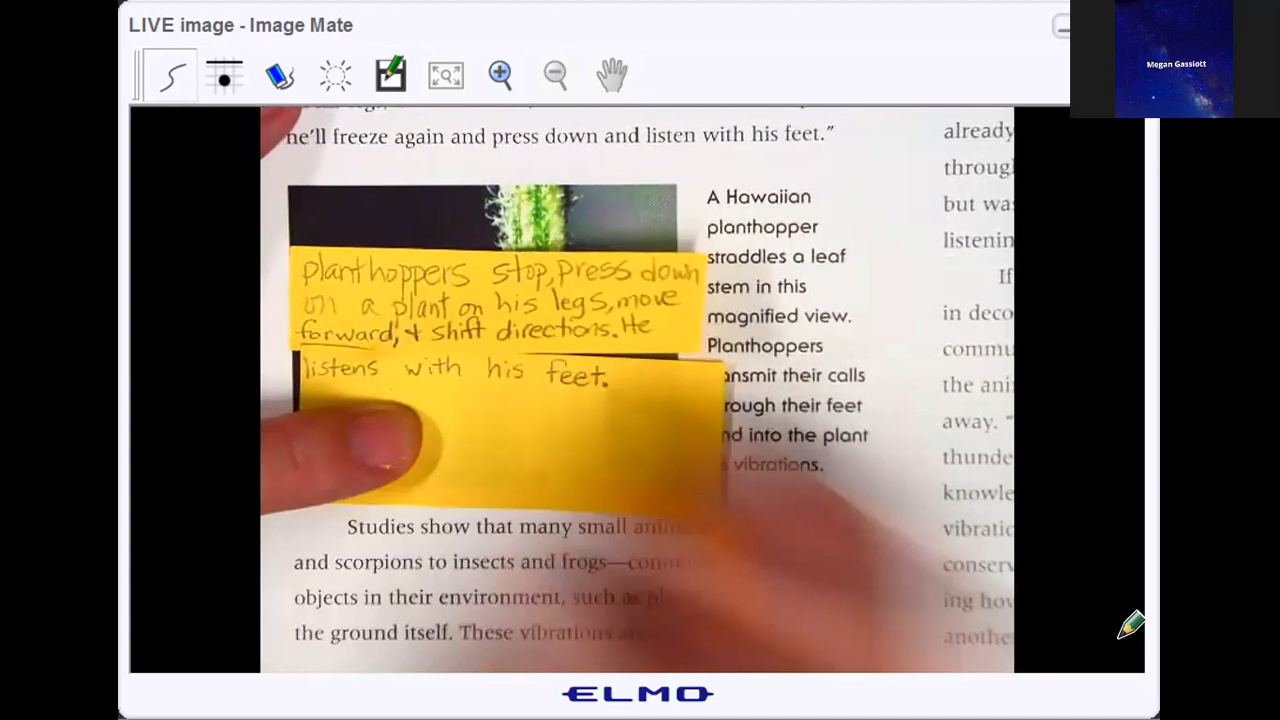 LIVE image - Image Mate
Megan Gassiott
he'll freeze again and press down and listen with his feet."
A Hawaiian
planthopper
straddles a leaf
stem in this
magnified view.
Planthoppers
ansmit their calls
rough their feet
nd into the plant
vibrations.
planthoppers stop, press down
on a plant on his legs, move
forward, + shift directions. He
listens with his feet.
Studies show that many small
and scorpions to insects and frogs—
objects in their environment, such as
the ground itself. These vibrations
already
throug
but was
listenin
If
in deco
commu
the ani
away. "
thunde
knowle
vibratic
conserv
ing how
anothe
ELMO